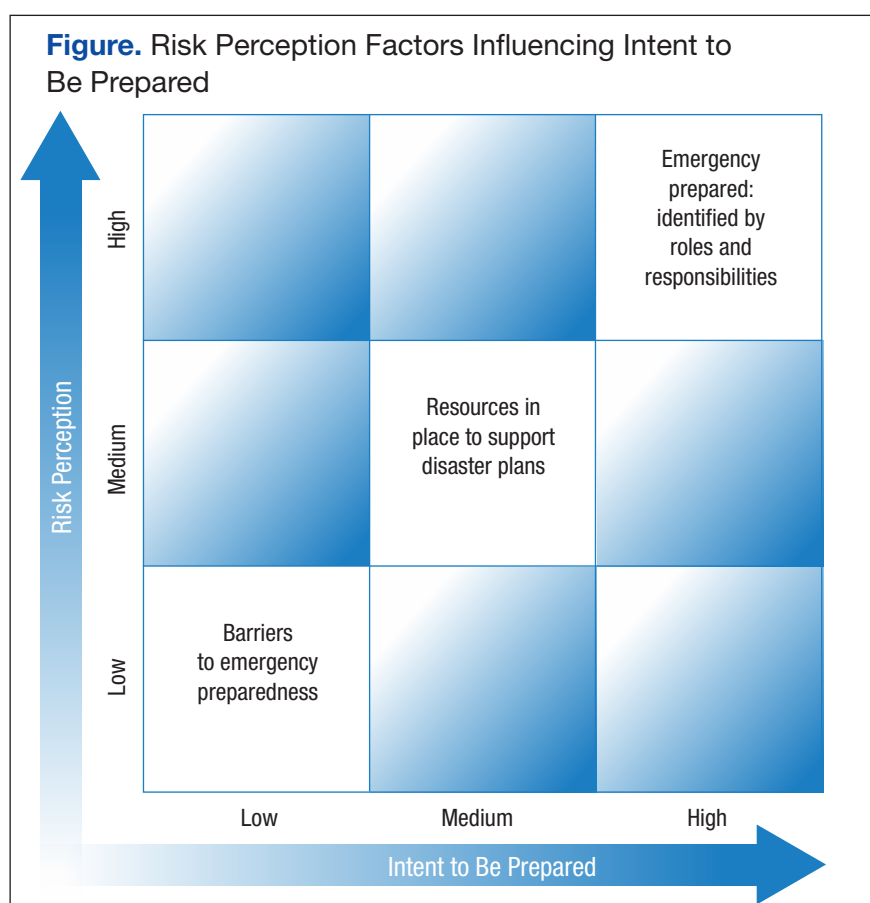 Figure. Risk Perception Factors Influencing Intent to
Be Prepared
Risk Perception
High
Medium
Low
Emergency
prepared:
identified by
roles and
responsibilities
Resources in
place to support
disaster plans
Barriers
to emergency
preparedness
Low
Medium
High
Intent to Be Prepared